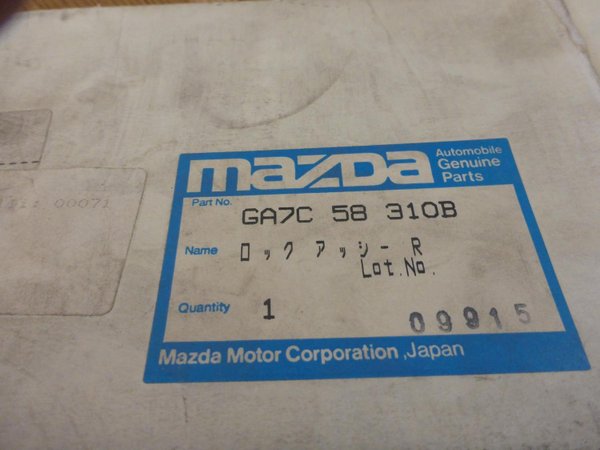 mazda
Automobile
Genuine
Parts
Part No.
GA7C 58 310B
Name ロック アッシー R
Lot.No.
Quantity 1
09915
Mazda Motor Corporation ,Japan
00071